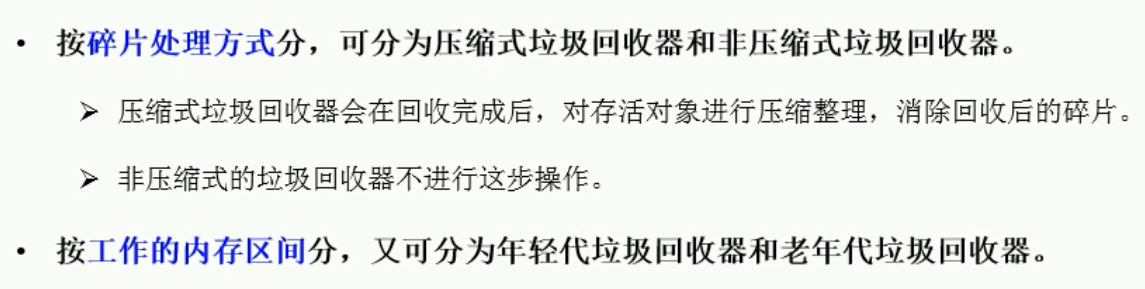 • 按碎片处理方式分，可分为压缩式垃圾回收器和非压缩式垃圾回收器。
➢ 压缩式垃圾回收器会在回收完成后，对存活对象进行压缩整理，消除回收后的碎片。
➢ 非压缩式的垃圾回收器不进行这步操作。
• 按工作的内存区间分，又可分为年轻代垃圾回收器和老年代垃圾回收器。